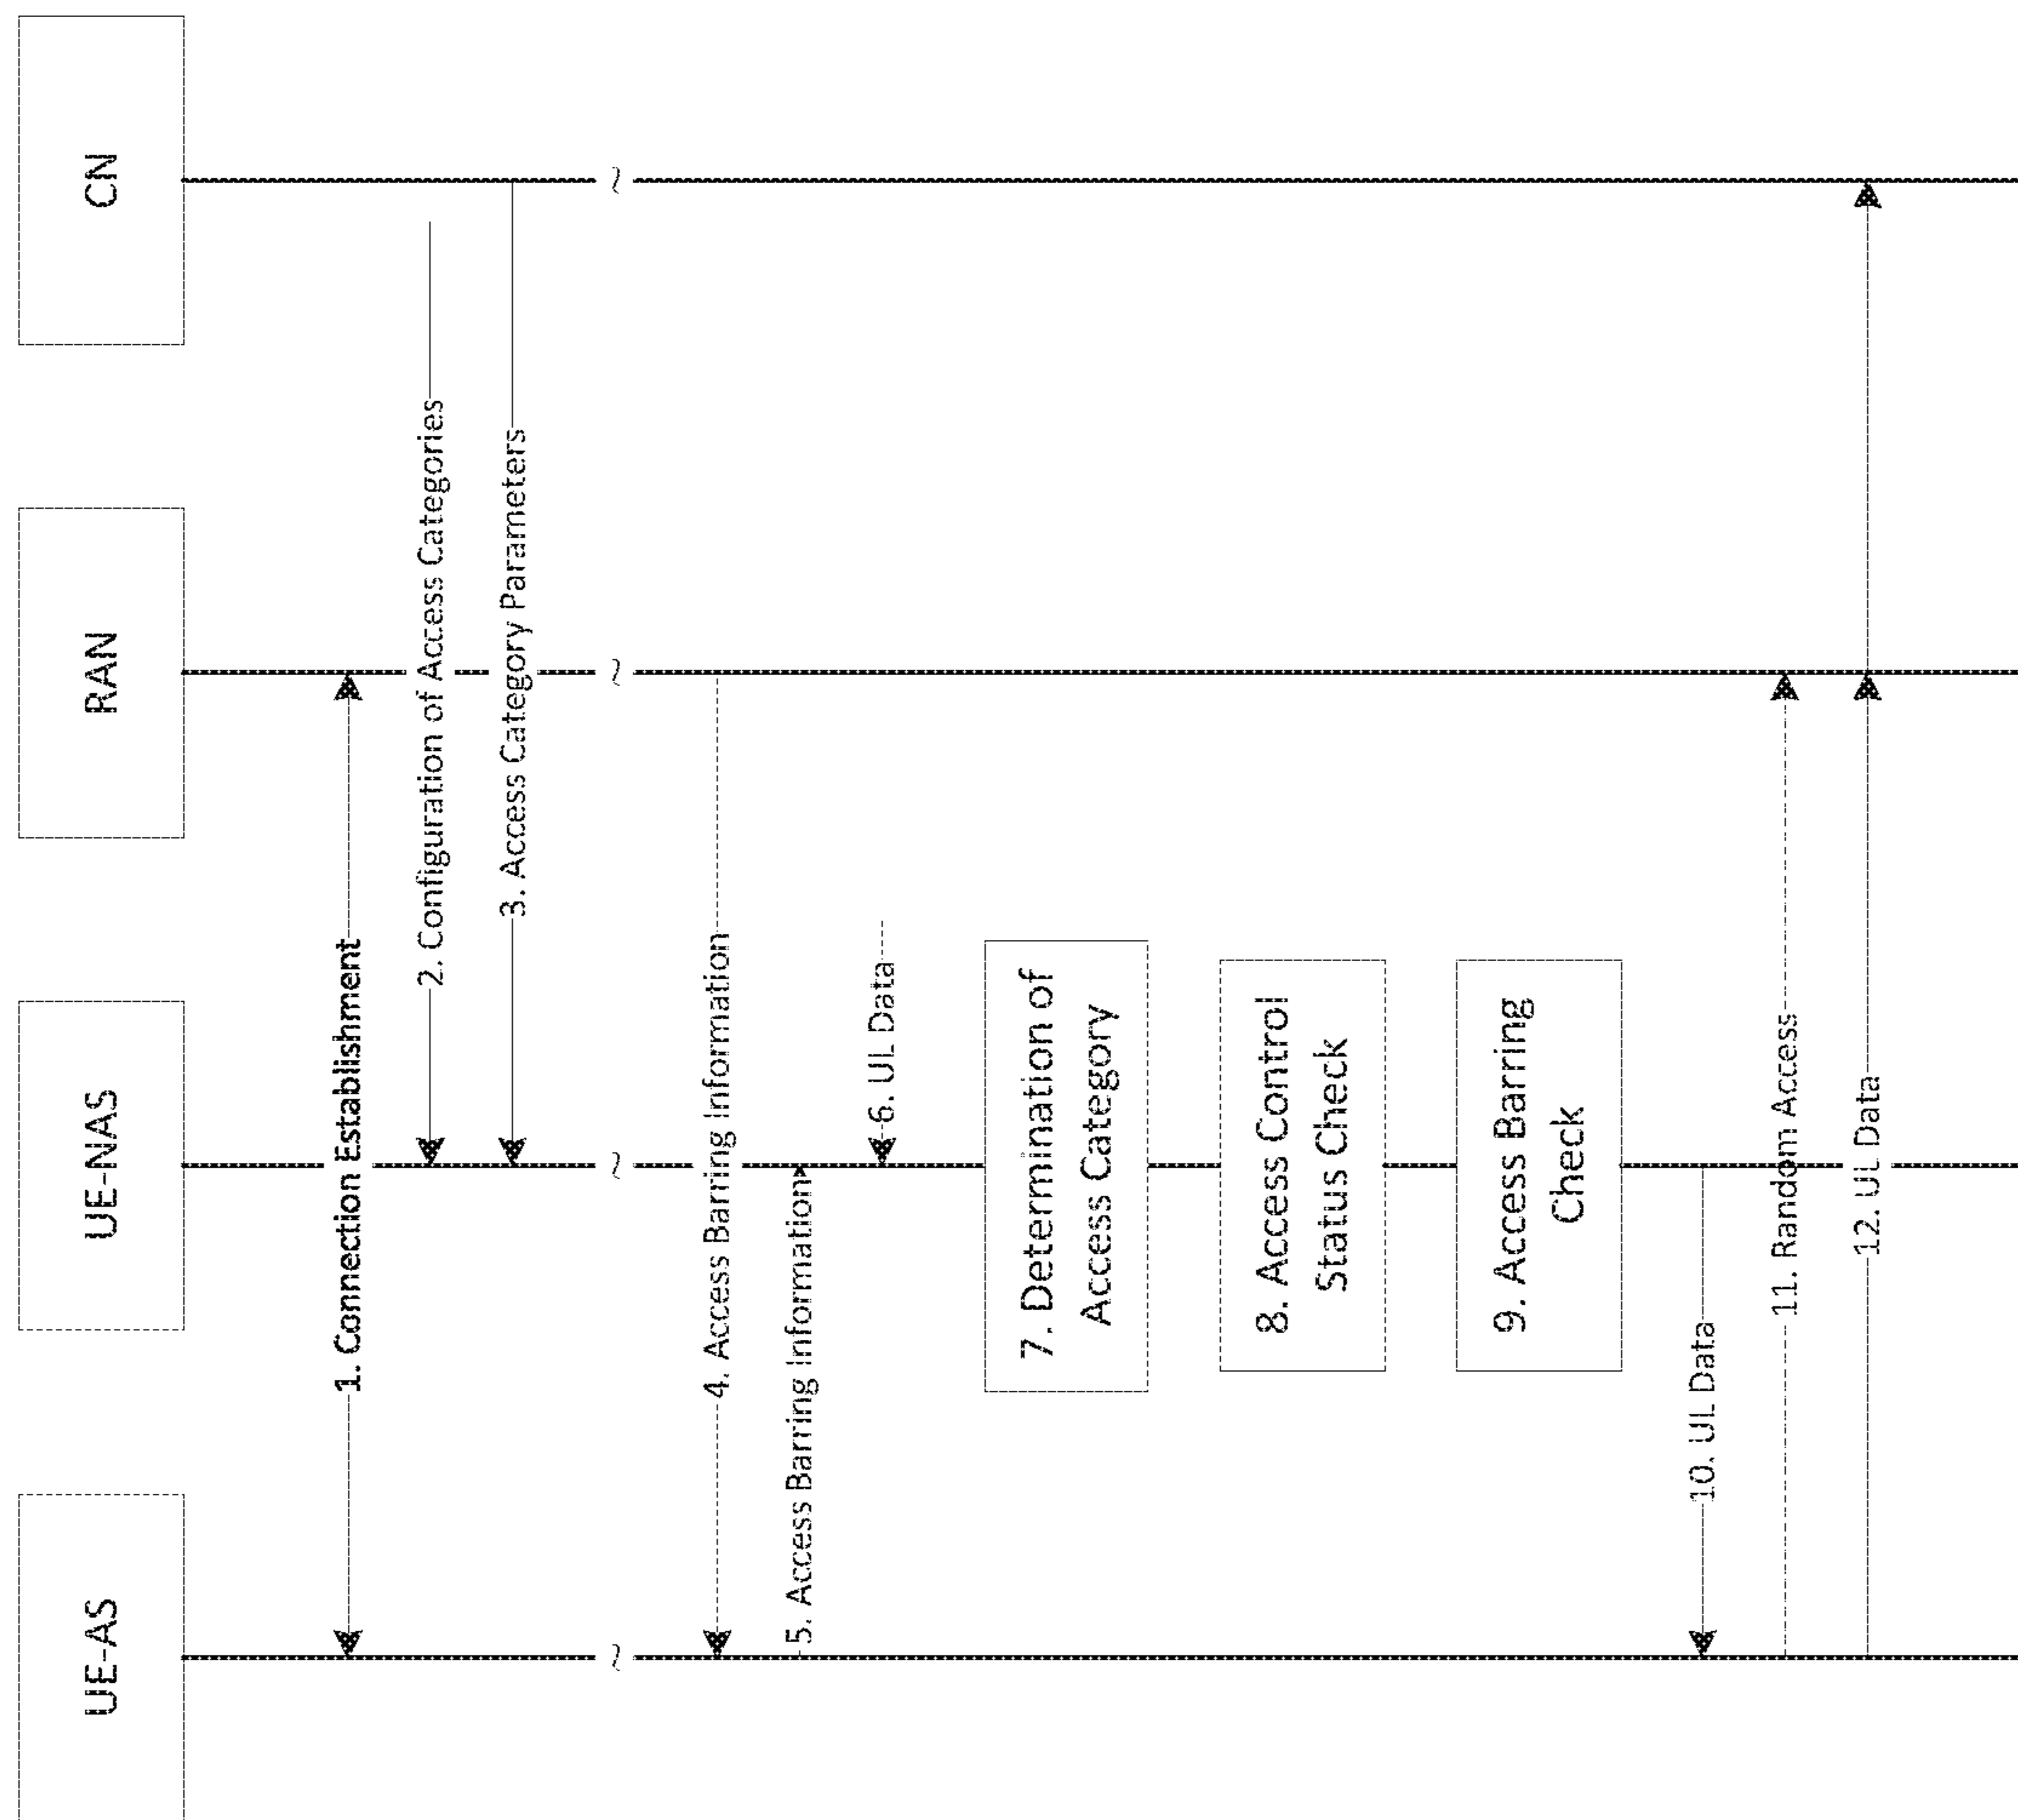 UE-AS
UE-NAS
RAN
CN
1. Connection Establishment
2. Configuration of Access Categories
3. Access Category Parameters
~
~
~
~
4. Access Barring Information
5. Access Barring Information
6. UL Data
7. Determination of
Access Category
8. Access Control
Status Check
9. Access Barring
Check
10. UL Data
11. Random Access
12. UL Data